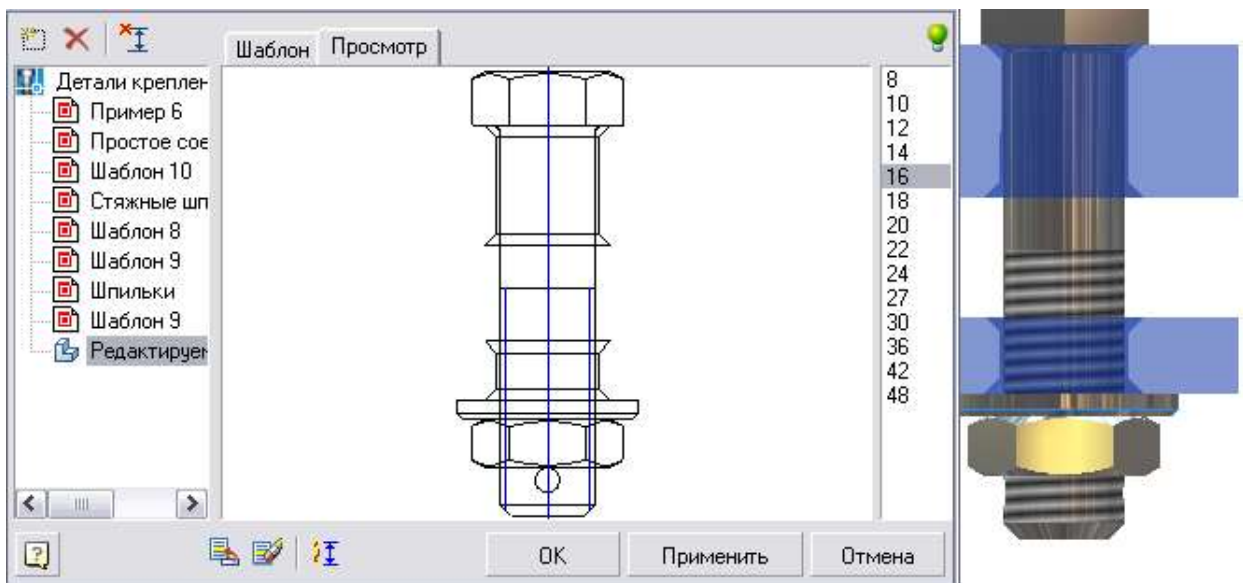 Шаблон Просмотр
Детали креплен
Пример 6
Простое сое
Шаблон 10
Стяжные шп
Шаблон 8
Шаблон 9
Шпильки
Шаблон 9
Редактируем
8
10
12
14
16
18
20
22
24
27
30
36
42
48
OK Применить Отмена